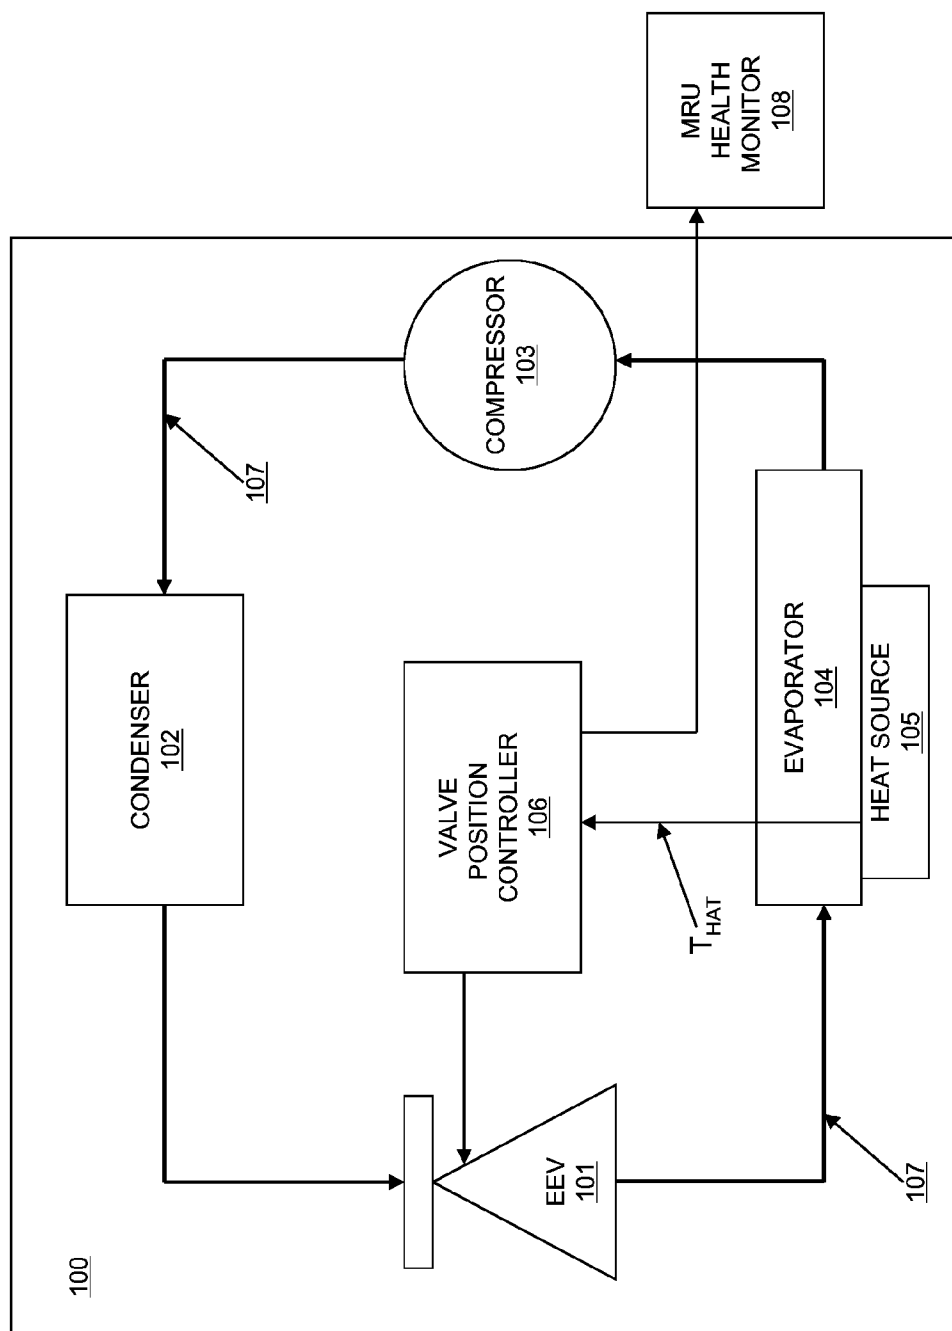 100
CONDENSER
102
107
COMPRESSOR
103
VALVE
POSITION
CONTROLLER
106
EEV
101
T_HAT
EVAPORATOR
104
HEAT SOURCE
105
107
MRU
HEALTH
MONITOR
108